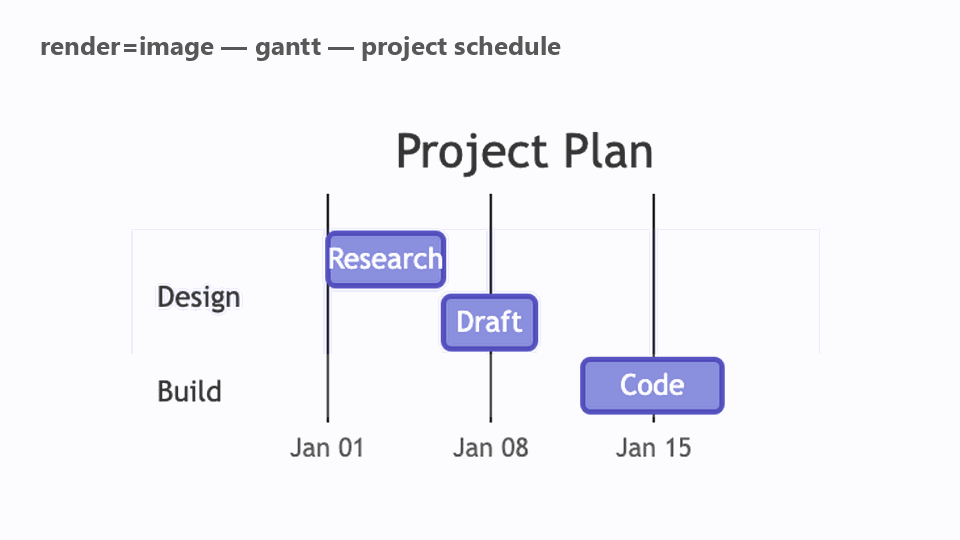 render=image — gantt — project schedule
Project Plan
Research
Design
Draft
Code
Build
Jan 01 Jan 08 Jan 15